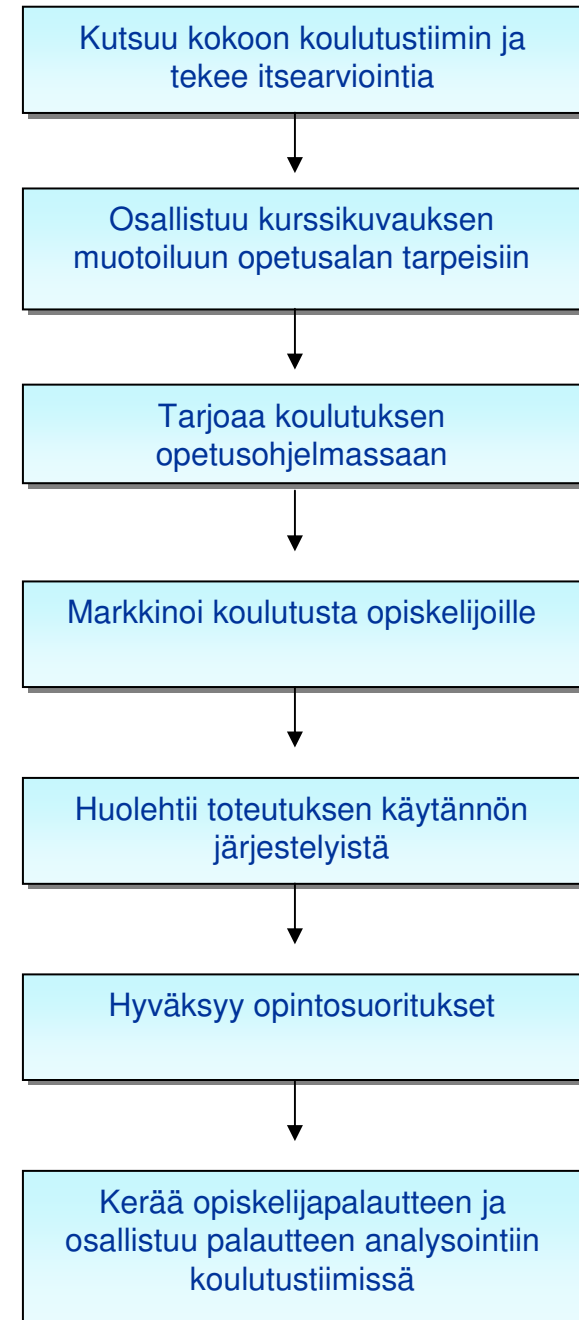 Kutsuu kokoon koulutustiimin ja
tekee itsearviointia
Osallistuu kurssikuvauksen
muotoiluun opetusalan tarpeisiin
Tarjoaa koulutuksen
opetusohjelmassaan
Markkinoi koulutusta opiskelijoille
Huolehtii toteutuksen käytännön
järjestelyistä
Hyväksyy opintosuoritukset
Kerää opiskelijapalautteen ja
osallistuu palautteen analysointiin
koulutustiimissä